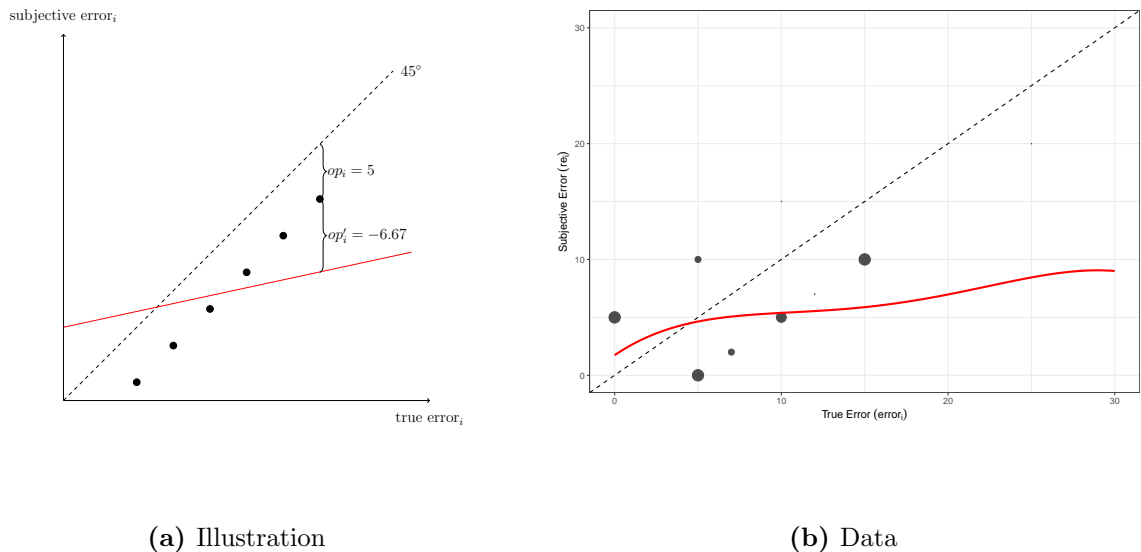 subjective error_i
45°
op_i = 5
op'_i = −6.67
true error_i
(a) Illustration
30
20
10
0
Subjective Error (re_i)
0
10
20
30
True Error (error_i)
(b) Data